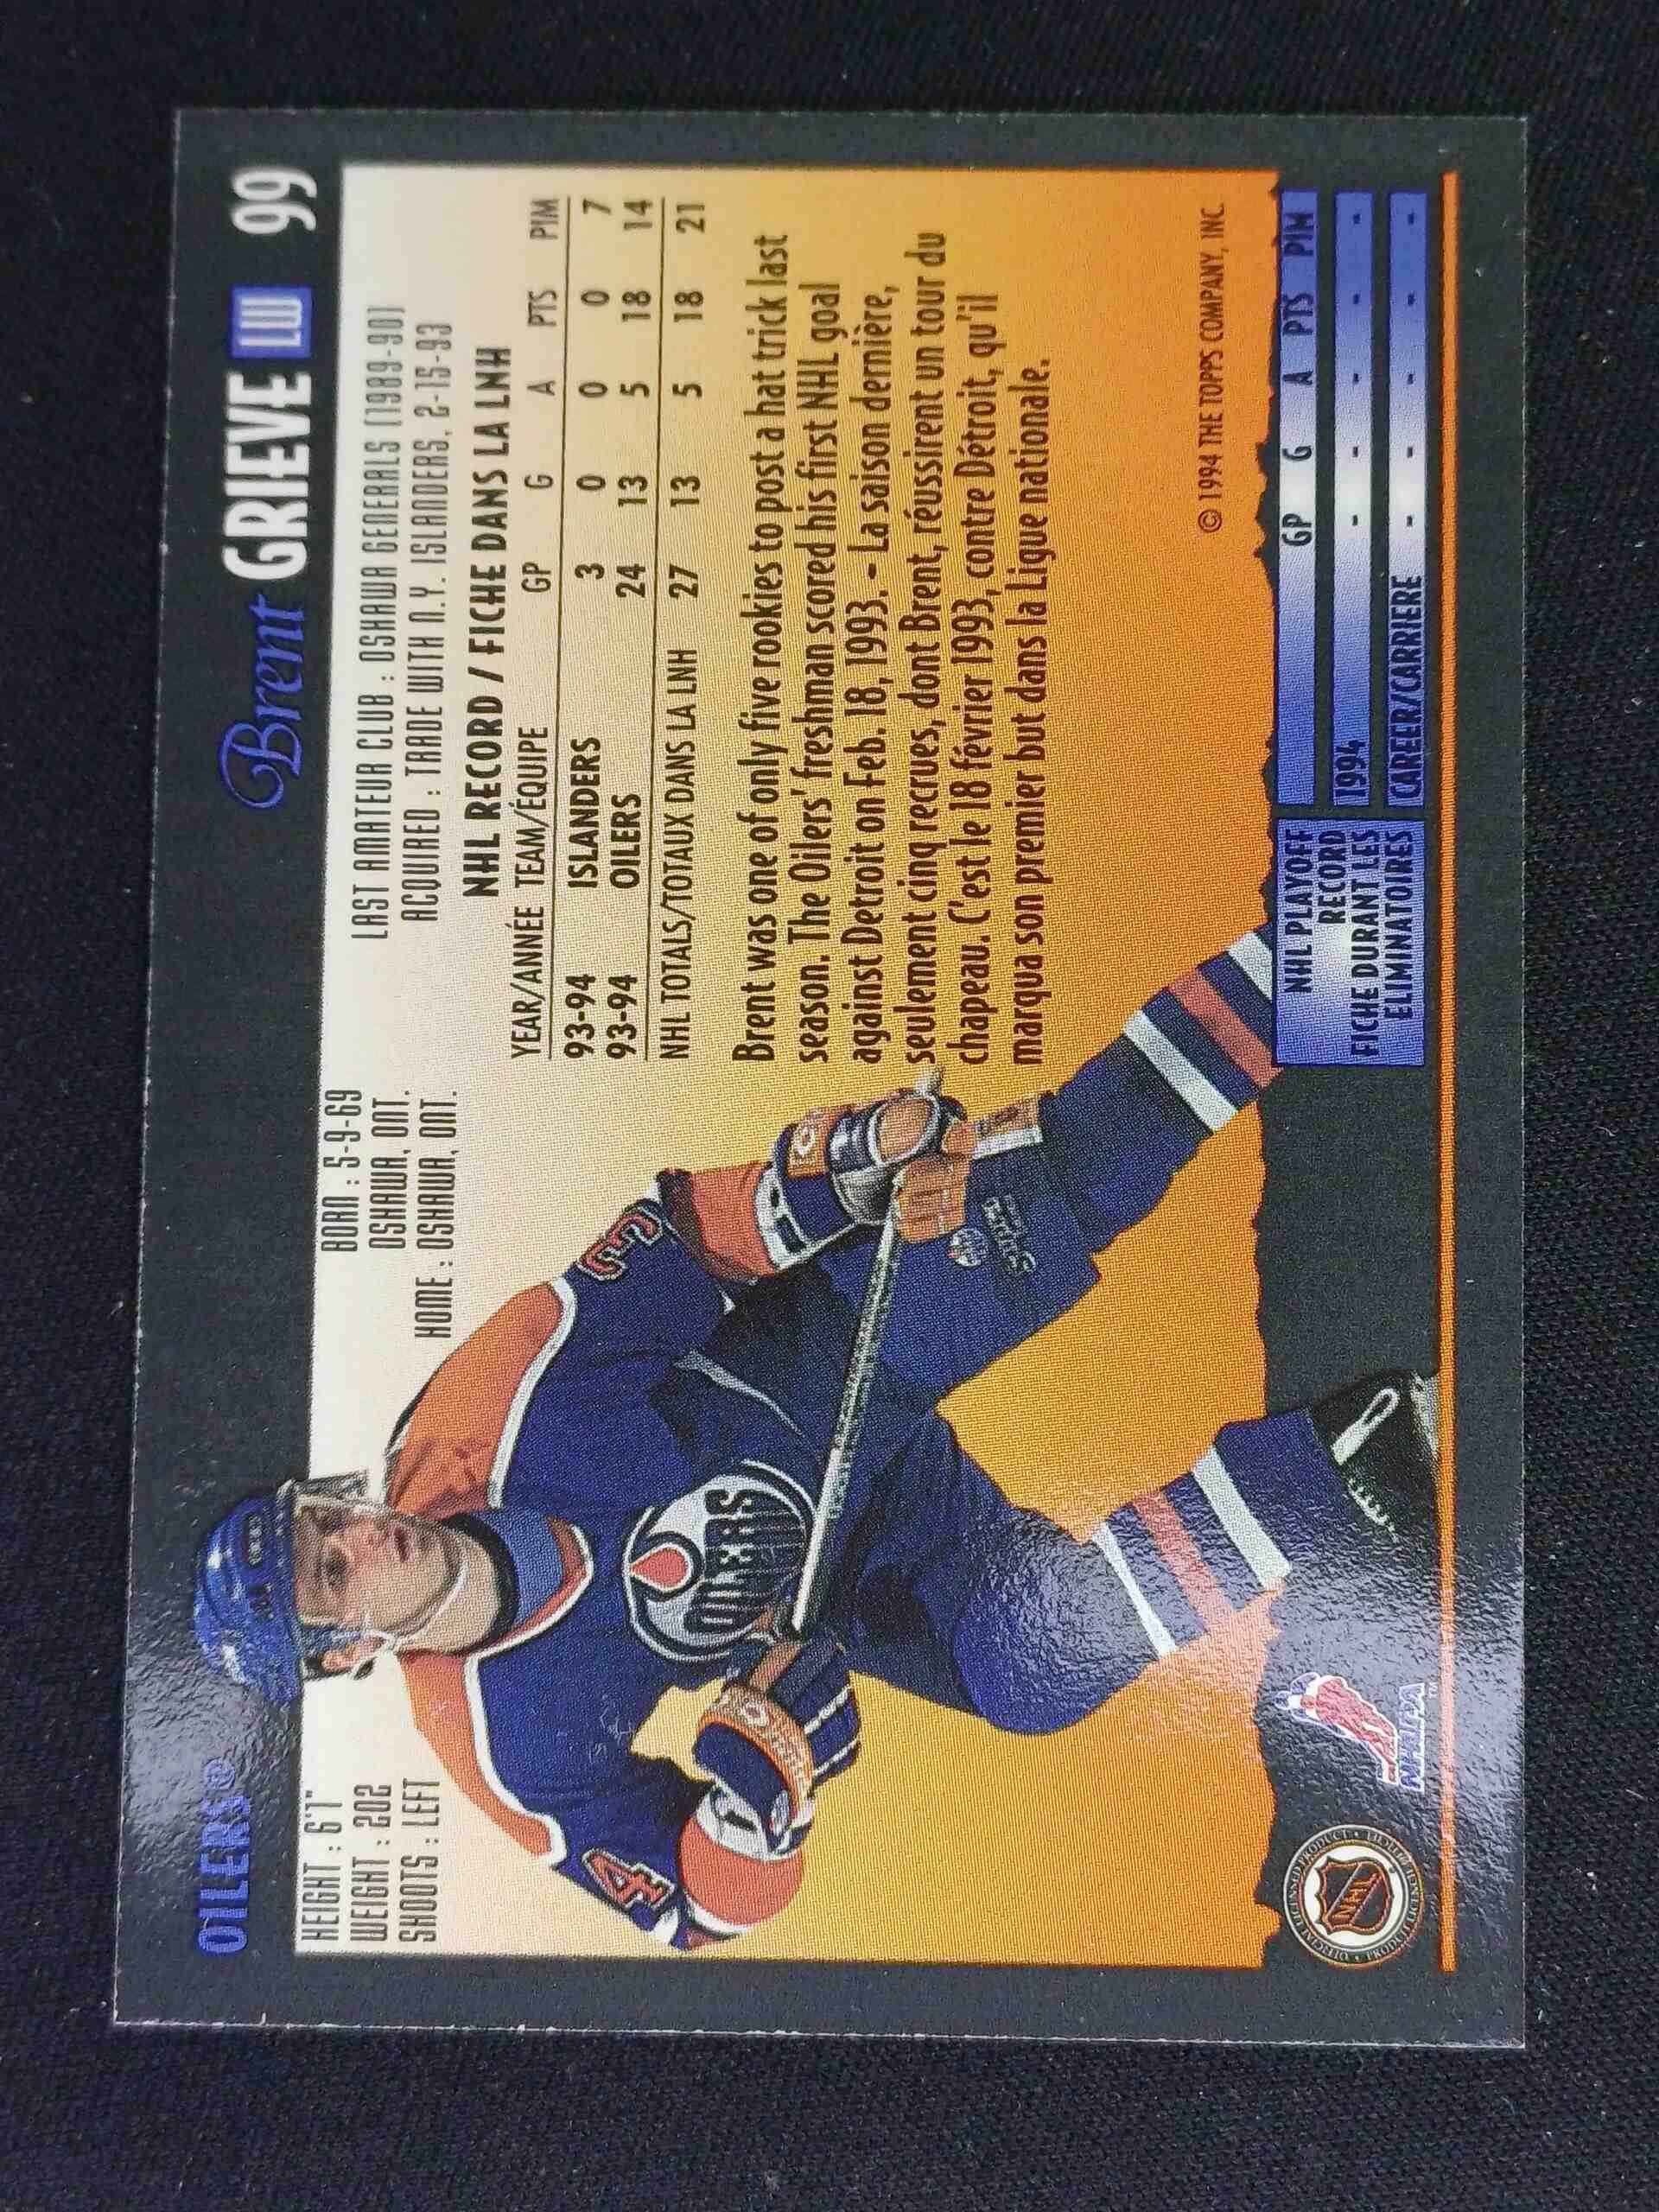 OILERS®
Brent GRIEVE LW 99
HEIGHT : 6'1"
WEIGHT : 202
SHOOTS : LEFT
BORN : 5-9-69
OSHAWA, ONT.
HOME : OSHAWA, ONT.
LAST AMATEUR CLUB : OSHAWA GENERALS (1989-90)
ACQUIRED : TRADE WITH N.Y. ISLANDERS, 2-15-93
NHL RECORD / FICHE DANS LA LNH
YEAR/ANNÉE TEAM/ÉQUIPE GP G A PTS PIM
93-94 ISLANDERS 3 0 0 0 7
93-94 OILERS 24 13 5 18 14
NHL TOTALS/TOTAUX DANS LA LNH 27 13 5 18 21
Brent was one of only five rookies to post a hat trick last
season. The Oilers' freshman scored his first NHL goal
against Detroit on Feb. 18, 1993. - La saison dernière,
seulement cinq recrues, dont Brent, réussirent un tour du
chapeau. C'est le 18 février 1993, contre Détroit, qu'il
marqua son premier but dans la Ligue nationale.
© 1994 THE TOPPS COMPANY, INC.
OILERS
4
3
NHL PLAYOFF
RECORD
FICHE DURANT LES
ELIMINATOIRES
GP G A PTS PIM
1994 - - - - -
CAREER/CARRIERE - - - - -
NHL
NHLPA™